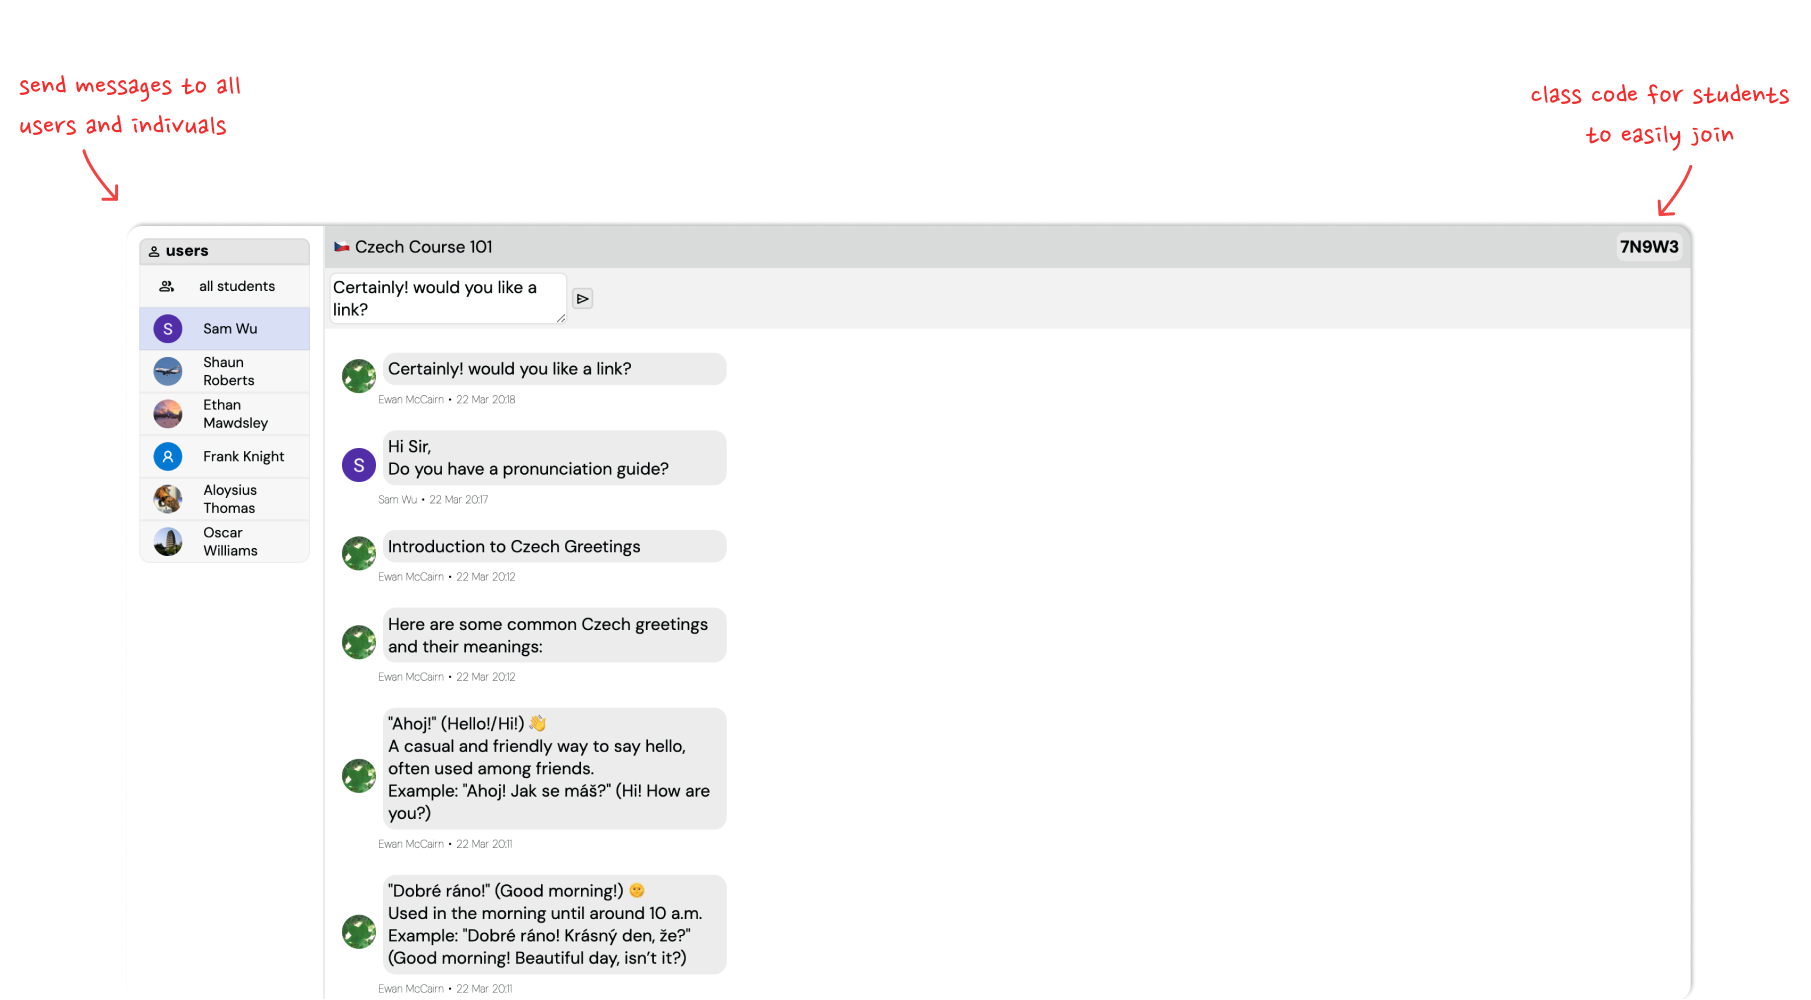 send messages to all
users and indivuals
class code for students
to easily join
users
all students
S Sam Wu
Shaun
Roberts
Ethan
Mawdsley
Frank Knight
Aloysius
Thomas
Oscar
Williams
🇨🇿 Czech Course 101
7N9W3
Certainly! would you like a
link?
Certainly! would you like a link?
Ewan McCairn • 22 Mar 20:18
Hi Sir,
S Do you have a pronunciation guide?
Sam Wu • 22 Mar 20:17
Introduction to Czech Greetings
Ewan McCairn • 22 Mar 20:12
Here are some common Czech greetings
and their meanings:
Ewan McCairn • 22 Mar 20:12
"Ahoj!" (Hello!/Hi!) 👋
A casual and friendly way to say hello,
often used among friends.
Example: "Ahoj! Jak se máš?" (Hi! How are
you?)
Ewan McCairn • 22 Mar 20:11
"Dobré ráno!" (Good morning!) 🌞
Used in the morning until around 10 a.m.
Example: "Dobré ráno! Krásný den, že?"
(Good morning! Beautiful day, isn't it?)
Ewan McCairn • 22 Mar 20:11